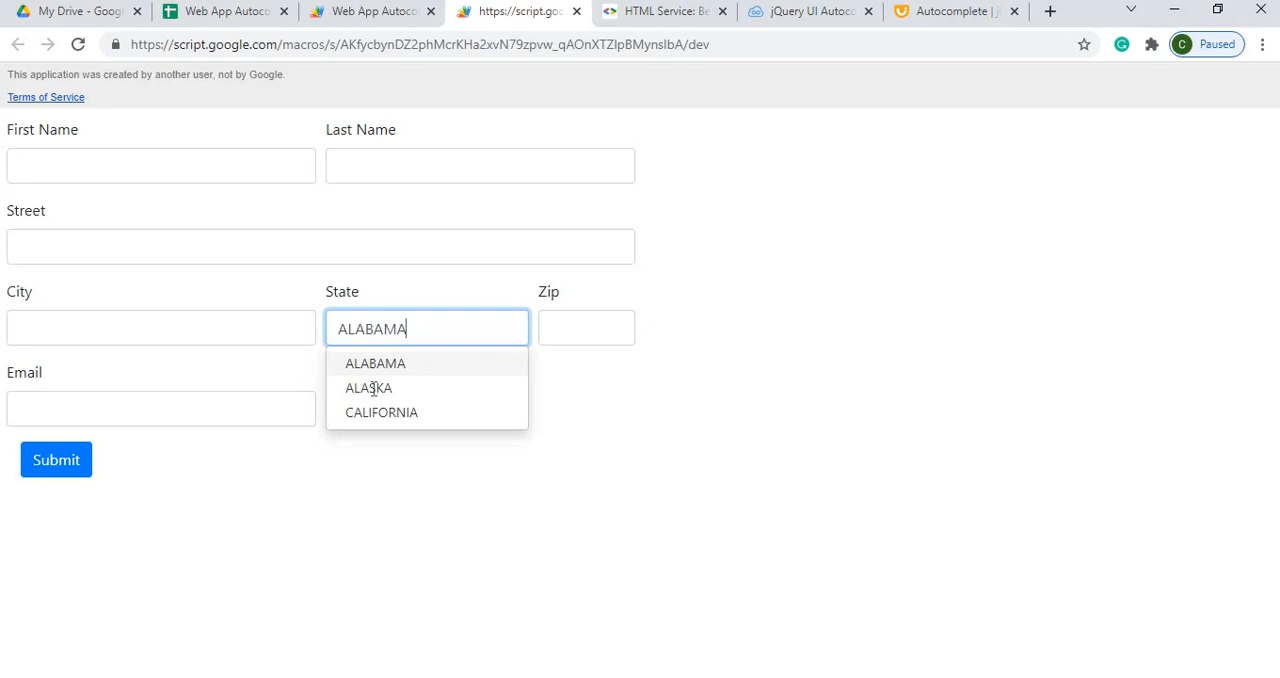 My Drive - Googl
Web App Autoco
Web App Autoco
https://script.goo
HTML Service: Be
jQuery UI Autoco
Autocomplete | j
https://script.google.com/macros/s/AKfycbynDZ2phMcrKHa2xvN79zpvw_qAOnXTZlpBMynslbA/dev
C Paused
This application was created by another user, not by Google.
Terms of Service
First Name Last Name
Street
City State Zip
ALABAMA
ALABAMA
Email
ALASKA
CALIFORNIA
Submit